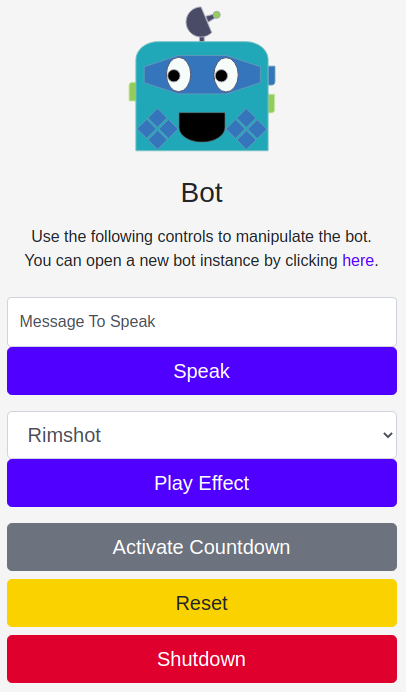 Bot
Use the following controls to manipulate the bot.
You can open a new bot instance by clicking here.
Message To Speak
Speak
Rimshot
Play Effect
Activate Countdown
Reset
Shutdown